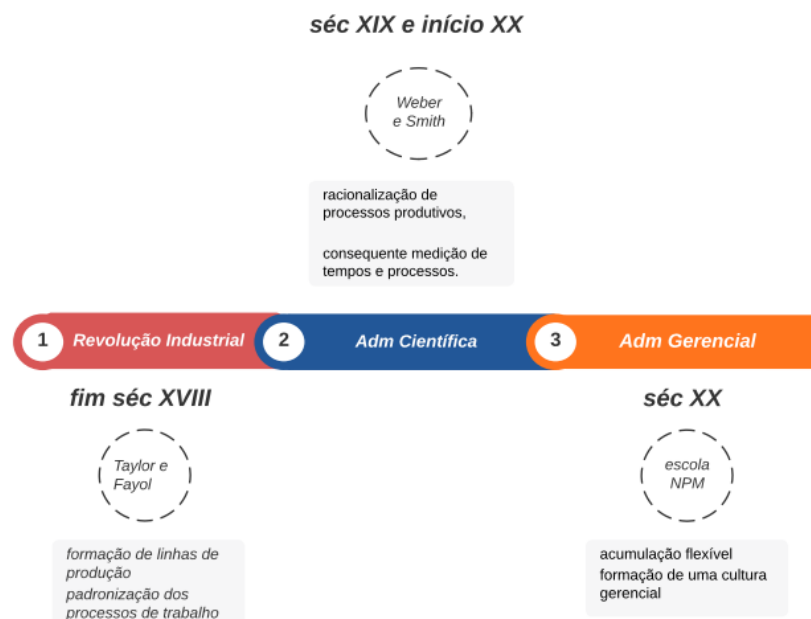 séc XIX e início XX
Weber
e Smith
racionalização de
processos produtivos,
consequente medição de
tempos e processos.
1
Revolução Industrial
2
Adm Científica
3
Adm Gerencial
fim séc XVIII
Taylor e
Fayol
formação de linhas de
produção
padronização dos
processos de trabalho
séc XX
escola
NPM
acumulação flexível
formação de uma cultura
gerencial